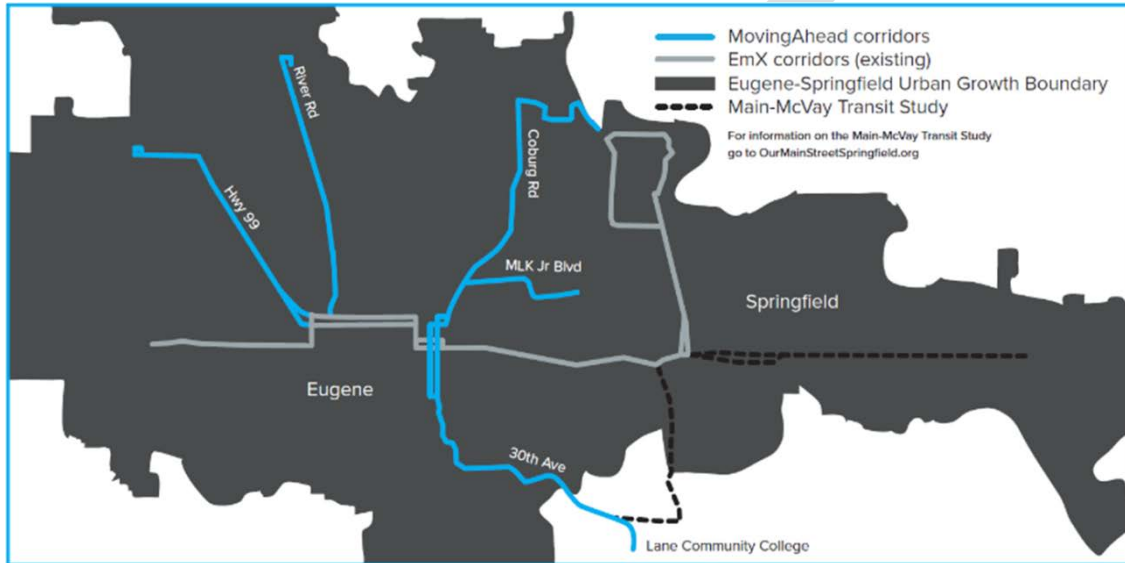 MovingAhead corridors
EmX corridors (existing)
Eugene-Springfield Urban Growth Boundary
Main-McVay Transit Study
For information on the Main-McVay Transit Study
go to OurMainStreetSpringfield.org
River Rd
Hwy 99
Coburg Rd
MLK Jr Blvd
Springfield
Eugene
30th Ave
Lane Community College